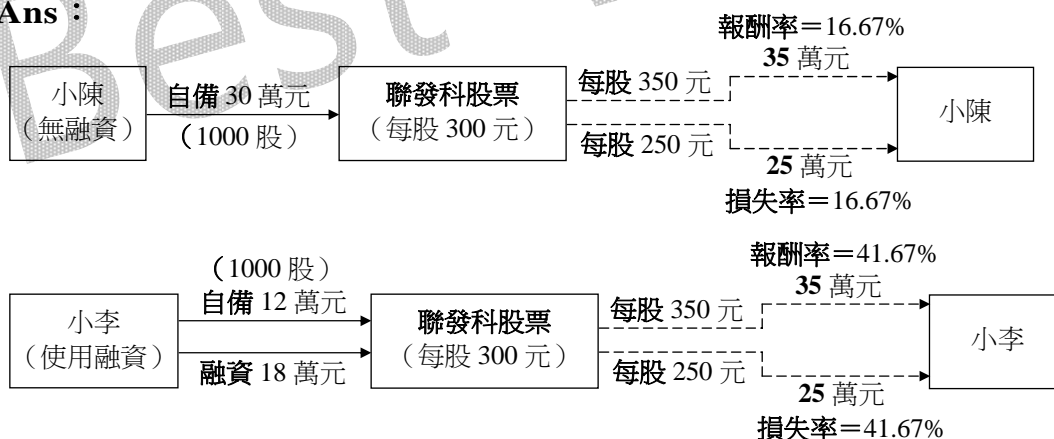 Ans：
Best
報酬率＝16.67%
35 萬元
小陳
（無融資）
自備 30 萬元
（1000 股）
聯發科股票
（每股 300 元）
每股 350 元
每股 250 元
小陳
25 萬元
損失率＝16.67%
報酬率＝41.67%
35 萬元
（1000 股）
自備 12 萬元
小李
（使用融資）
融資 18 萬元
聯發科股票
（每股 300 元）
每股 350 元
每股 250 元
小李
25 萬元
損失率＝41.67%